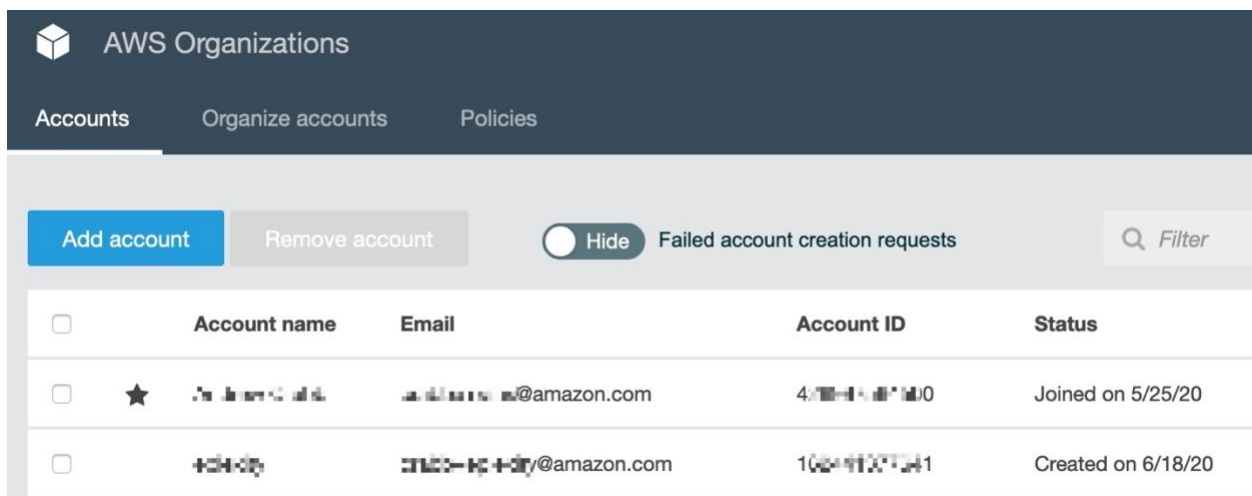 AWS Organizations
Accounts Organize accounts Policies
Add account Remove account Hide Failed account creation requests Filter
Account name Email Account ID Status
@amazon.com Joined on 5/25/20
@amazon.com Created on 6/18/20